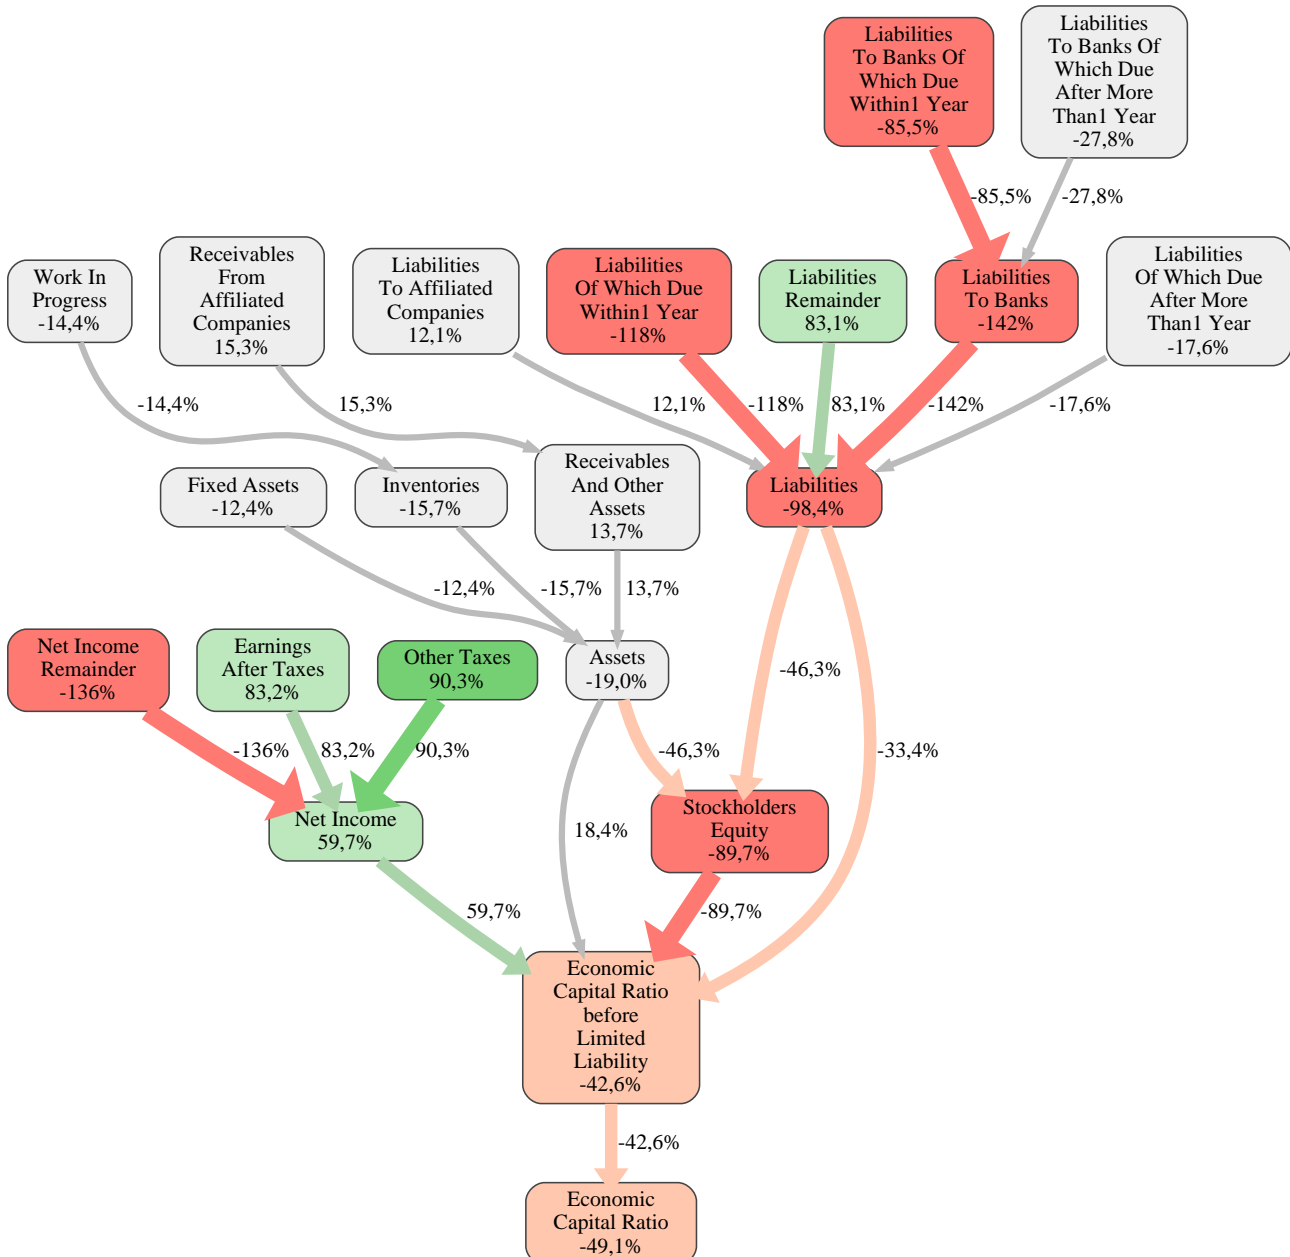 Liabilities
To Banks Of
Which Due
Within1 Year
-85,5%
Liabilities
To Banks Of
Which Due
After More
Than1 Year
-27,8%
-85,5%
-27,8%
Work In
Progress
-14,4%
Receivables
From
Affiliated
Companies
15,3%
Liabilities
To Affiliated
Companies
12,1%
Liabilities
Of Which Due
Within1 Year
-118%
Liabilities
Remainder
83,1%
Liabilities
To Banks
-142%
Liabilities
Of Which Due
After More
Than1 Year
-17,6%
-14,4%
15,3%
12,1%
-118%
83,1%
-142%
-17,6%
Fixed Assets
-12,4%
Inventories
-15,7%
Receivables
And Other
Assets
13,7%
Liabilities
-98,4%
-12,4%
-15,7%
13,7%
Net Income
Remainder
-136%
Earnings
After Taxes
83,2%
Other Taxes
90,3%
Assets
-19,0%
-46,3%
-136%
83,2%
90,3%
-46,3%
-33,4%
Net Income
59,7%
18,4%
Stockholders
Equity
-89,7%
59,7%
-89,7%
Economic
Capital Ratio
before
Limited
Liability
-42,6%
-42,6%
Economic
Capital Ratio
-49,1%